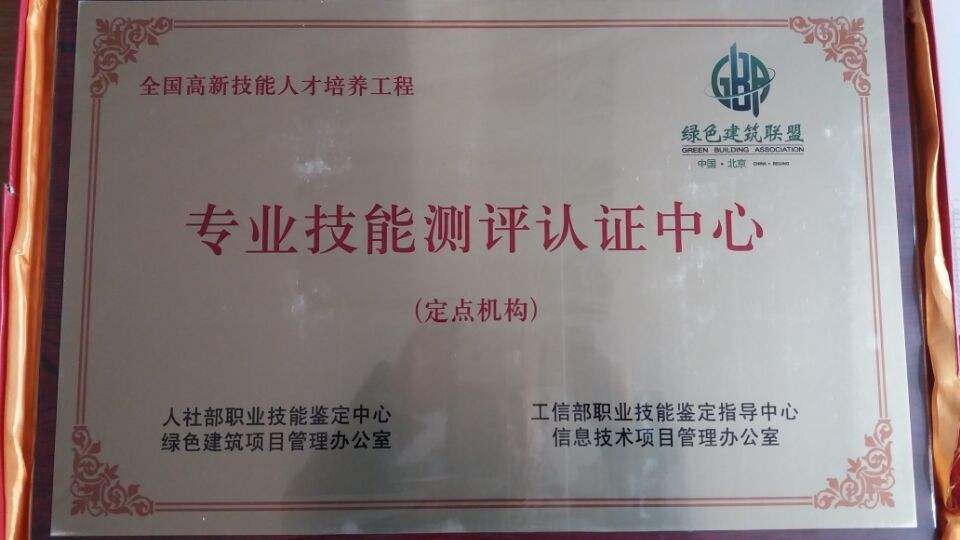 全国高新技能人才培养工程
GBA
绿色建筑联盟
GREEN BUILDING ASSOCIATION
中国·北京 CHINA·BEIJING
专业技能测评认证中心
(定点机构)
人社部职业技能鉴定中心
绿色建筑项目管理办公室
工信部职业技能鉴定指导中心
信息技术项目管理办公室